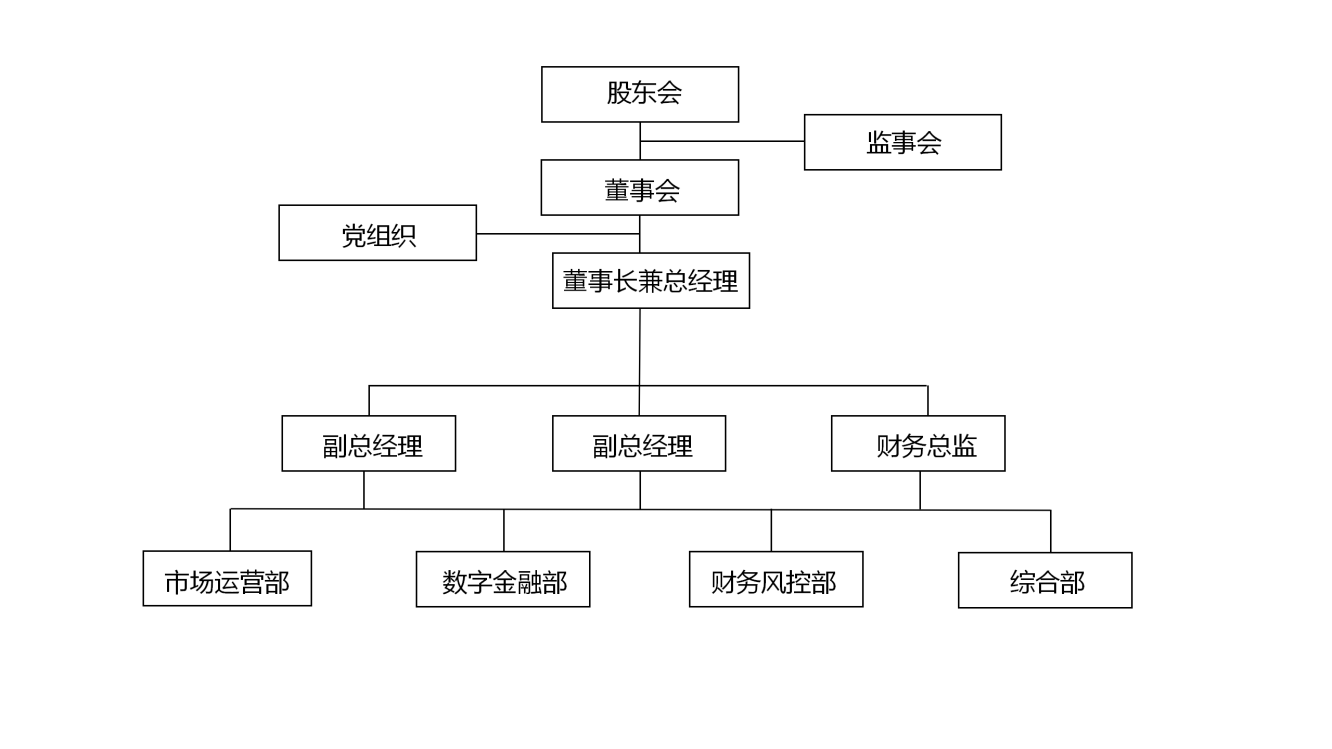 股东会
监事会
董事会
党组织
董事长兼总经理
副总经理
副总经理
财务总监
市场运营部
数字金融部
财务风控部
综合部